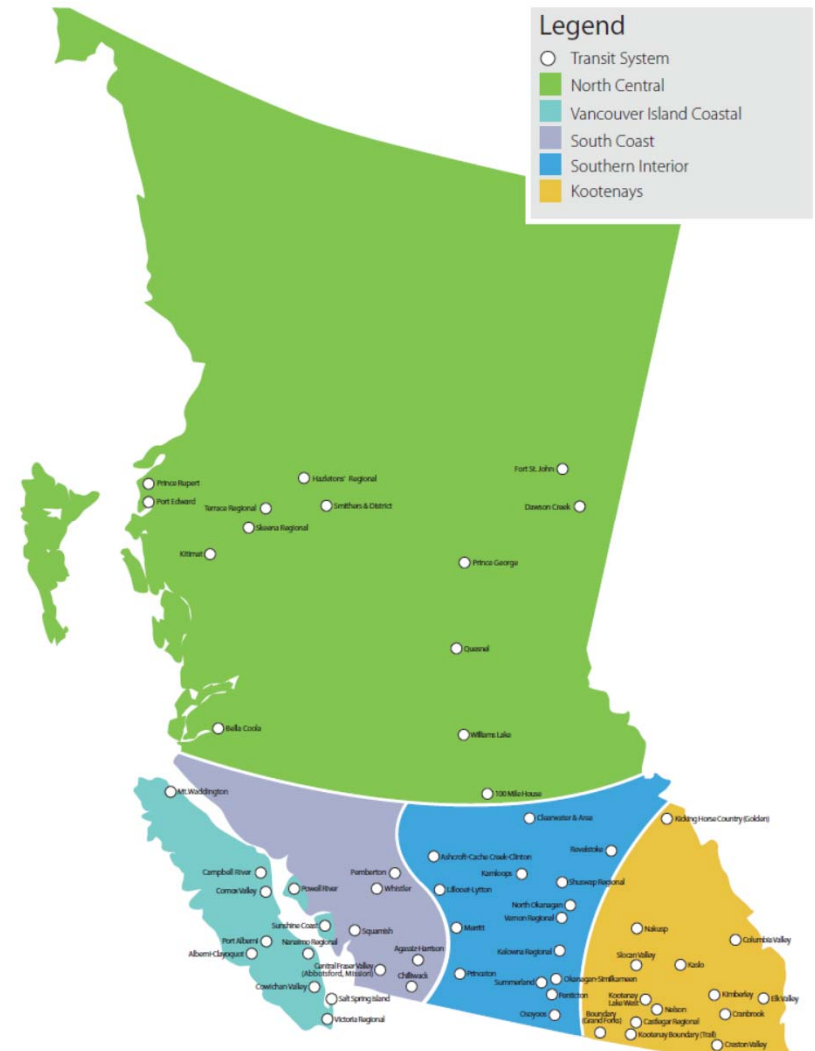 Legend
Transit System
North Central
Vancouver Island Coastal
South Coast
Southern Interior
Kootenays
Prince Rupert
Port Edward
Hazletons' Regional
Terrace Regional
Smithers & District
Skeena Regional
Kitimat
Fort St. John
Dawson Creek
Prince George
Quesnel
Bella Coola
Williams Lake
100 Mile House
Mt. Waddington
Campbell River
Comox Valley
Powell River
Sunshine Coast
Port Alberni
Nanaimo Regional
Alberni-Clayoquot
Cowichan Valley
Salt Spring Island
Victoria Regional
Pemberton
Whistler
Squamish
Agassiz-Harrison
Central Fraser Valley
(Abbotsford, Mission)
Chilliwack
Clearwater & Area
Ashcroft-Cache Creek-Clinton
Revelstoke
Kamloops
Shuswap Regional
Lillooet-Lytton
North Okanagan
Vernon Regional
Merritt
Kelowna Regional
Princeton
Summerland
Okanagan-Similkameen
Penticton
Osoyoos
Kicking Horse Country (Golden)
Nakusp
Columbia Valley
Slocan Valley
Kaslo
Kootenay
Lake West
Nelson
Kimberley
Elk Valley
Cranbrook
Boundary
(Grand Forks)
Castlegar Regional
Kootenay Boundary (Trail)
Creston Valley